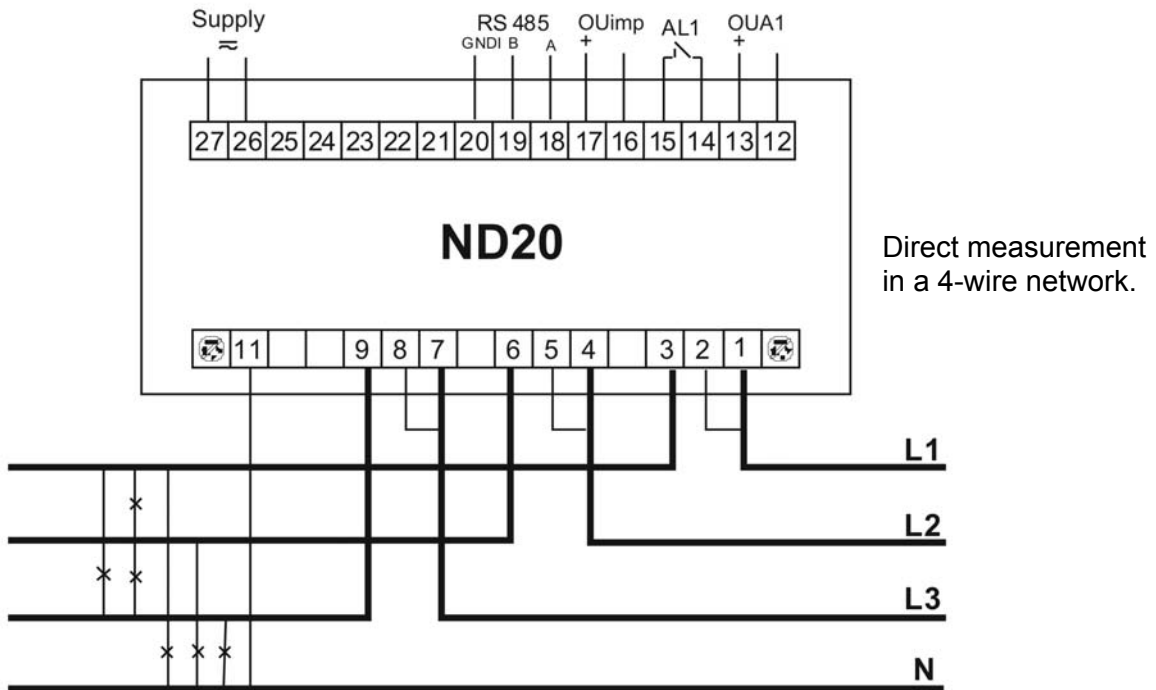 Supply
RS 485
OUimp
AL1
OUA1
GNDI B A
+
+
27 26 25 24 23 22 21 20 19 18 17 16 15 14 13 12
ND20
Direct measurement
in a 4-wire network.
11 9 8 7 6 5 4 3 2 1
L1
L2
L3
N